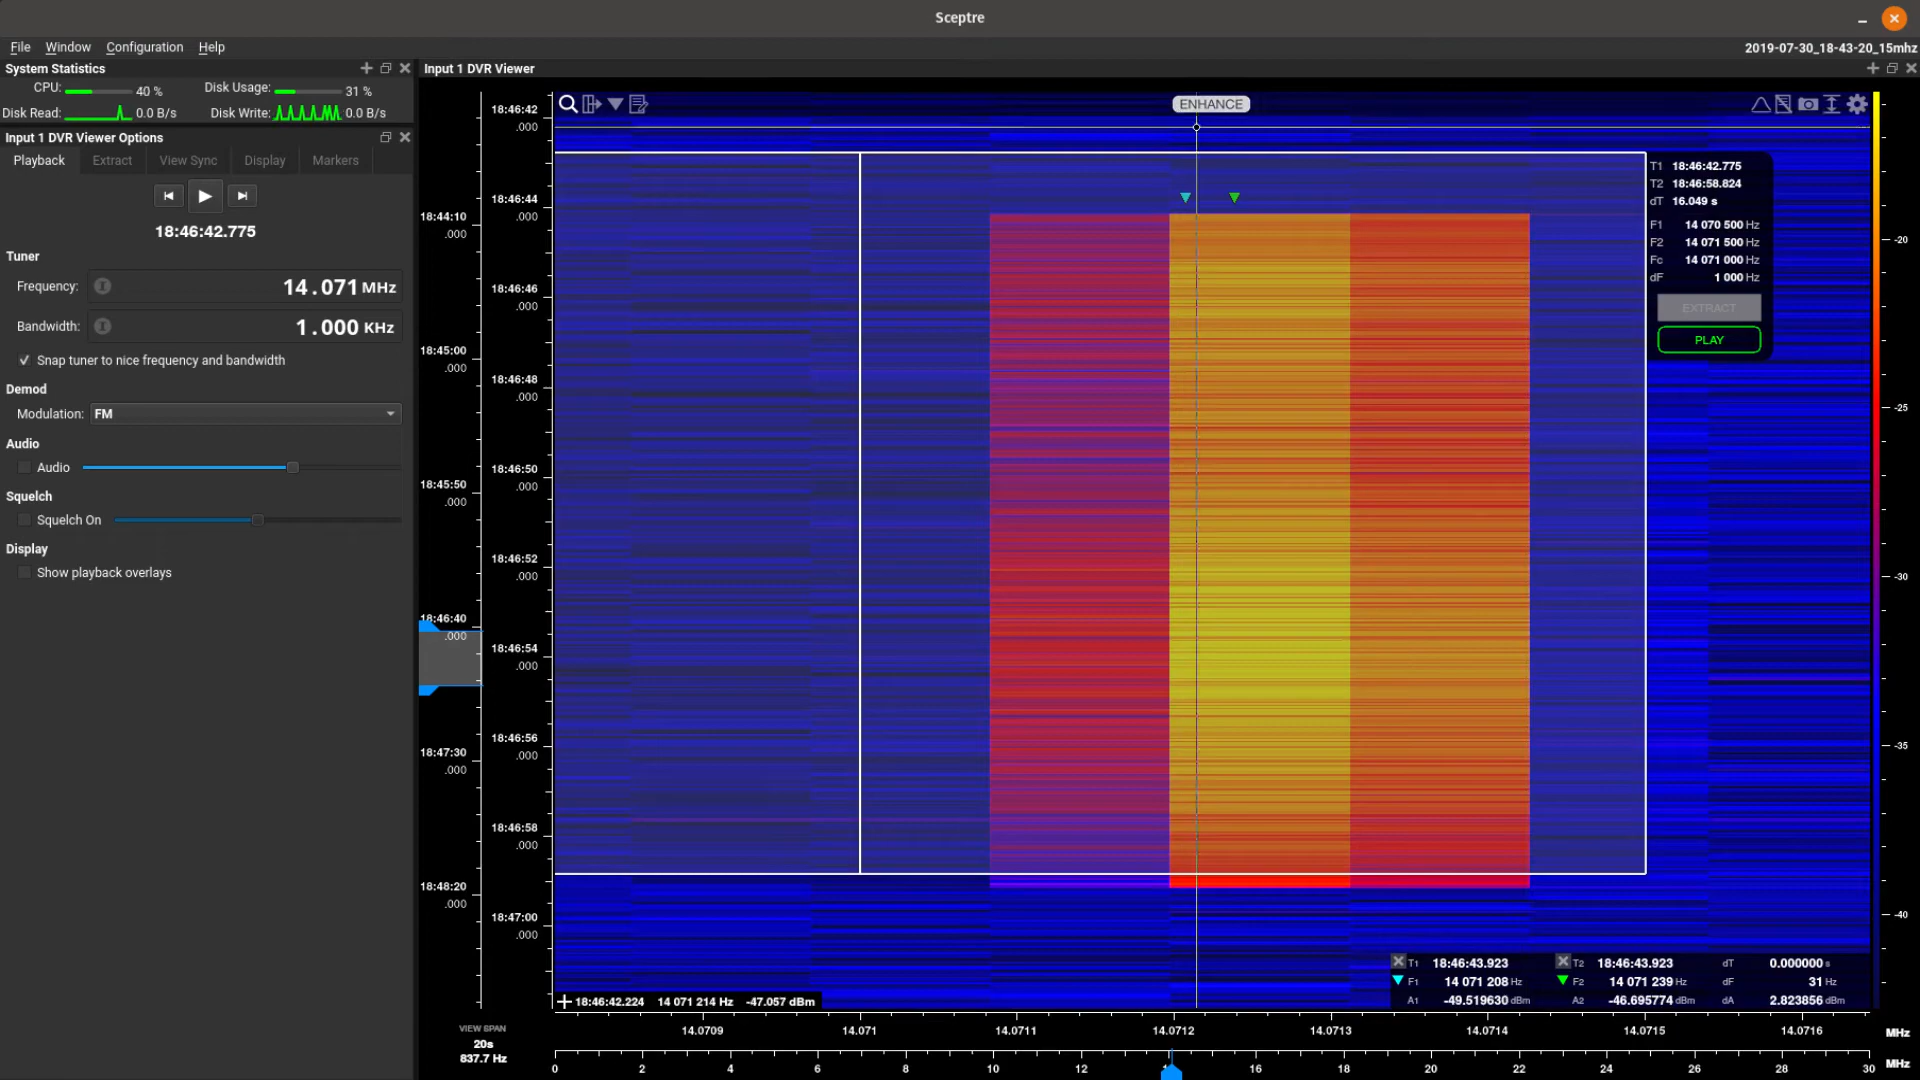 Sceptre
File Window Configuration Help
2019-07-30_18-43-20_15mhz
System Statistics
CPU: 40 % Disk Usage: 31 %
Disk Read: 0.0 B/s Disk Write: 0.0 B/s
Input 1 DVR Viewer Options
Playback Extract View Sync Display Markers
18:46:42.775
Tuner
Frequency: 14.071 MHz
Bandwidth: 1.000 KHz
Snap tuner to nice frequency and bandwidth
Demod
Modulation: FM
Audio
Audio
Squelch
Squelch On
Display
Show playback overlays
Input 1 DVR Viewer
18:44:10
.000
18:45:00
.000
18:45:50
.000
18:46:40
.000
18:47:30
.000
18:48:20
.000
18:46:42
.000
18:46:44
.000
18:46:46
.000
18:46:48
.000
18:46:50
.000
18:46:52
.000
18:46:54
.000
18:46:56
.000
18:46:58
.000
18:47:00
.000
ENHANCE
T1 18:46:42.775
T2 18:46:58.824
dT 16.049 s
F1 14 070 500 Hz
F2 14 071 500 Hz
Fc 14 071 000 Hz
dF 1 000 Hz
EXTRACT
PLAY
-20
-25
-30
-35
-40
T1 18:46:43.923 T2 18:46:43.923 dT 0.000000 s
F1 14 071 208 Hz F2 14 071 239 Hz dF 31 Hz
A1 -49.519630 dBm A2 -46.695774 dBm dA 2.823856 dBm
18:46:42.224 14 071 214 Hz -47.057 dBm
VIEW SPAN
20s
837.7 Hz
14.0709 14.071 14.0711 14.0712 14.0713 14.0714 14.0715 14.0716 MHz
0 2 4 6 8 10 12 16 18 20 22 24 26 28 30 MHz